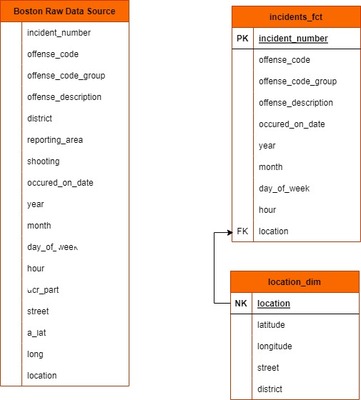 Boston Raw Data Source
incident_number
offense_code
offense_code_group
offense_description
district
reporting_area
shooting
occured_on_date
year
month
day_of_week
hour
street
long
location
incidents_fct
PK incident_number
offense_code
offense_code_group
offense_description
occured_on_date
year
month
day_of_week
hour
FK location
location_dim
NK location
latitude
longitude
street
district